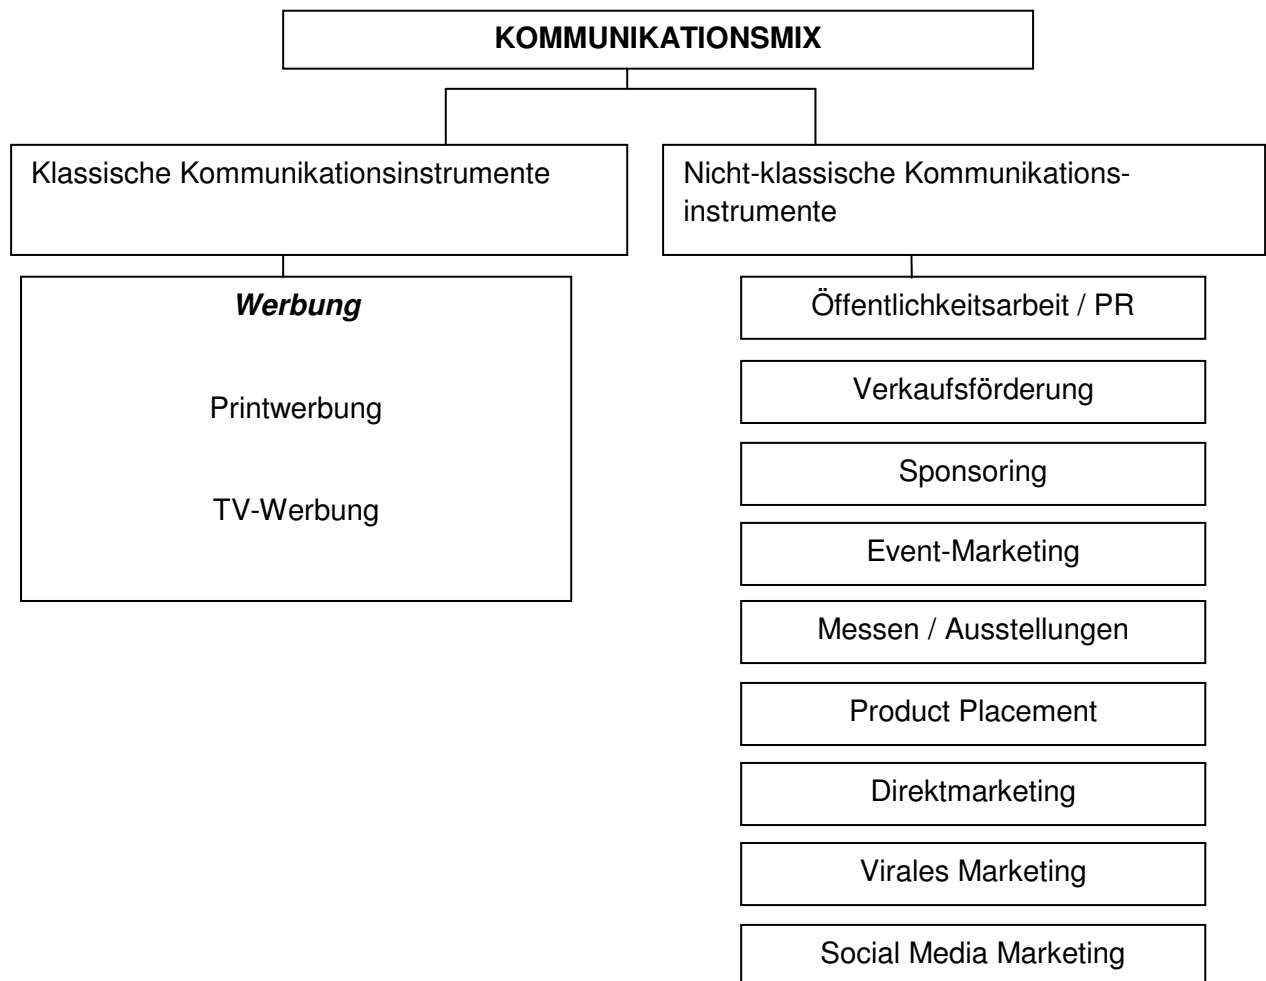 KOMMUNIKATIONSMIX
Klassische Kommunikationsinstrumente
Nicht-klassische Kommunikations-
instrumente
Werbung
Printwerbung
TV-Werbung
Öffentlichkeitsarbeit / PR
Verkaufsförderung
Sponsoring
Event-Marketing
Messen / Ausstellungen
Product Placement
Direktmarketing
Virales Marketing
Social Media Marketing